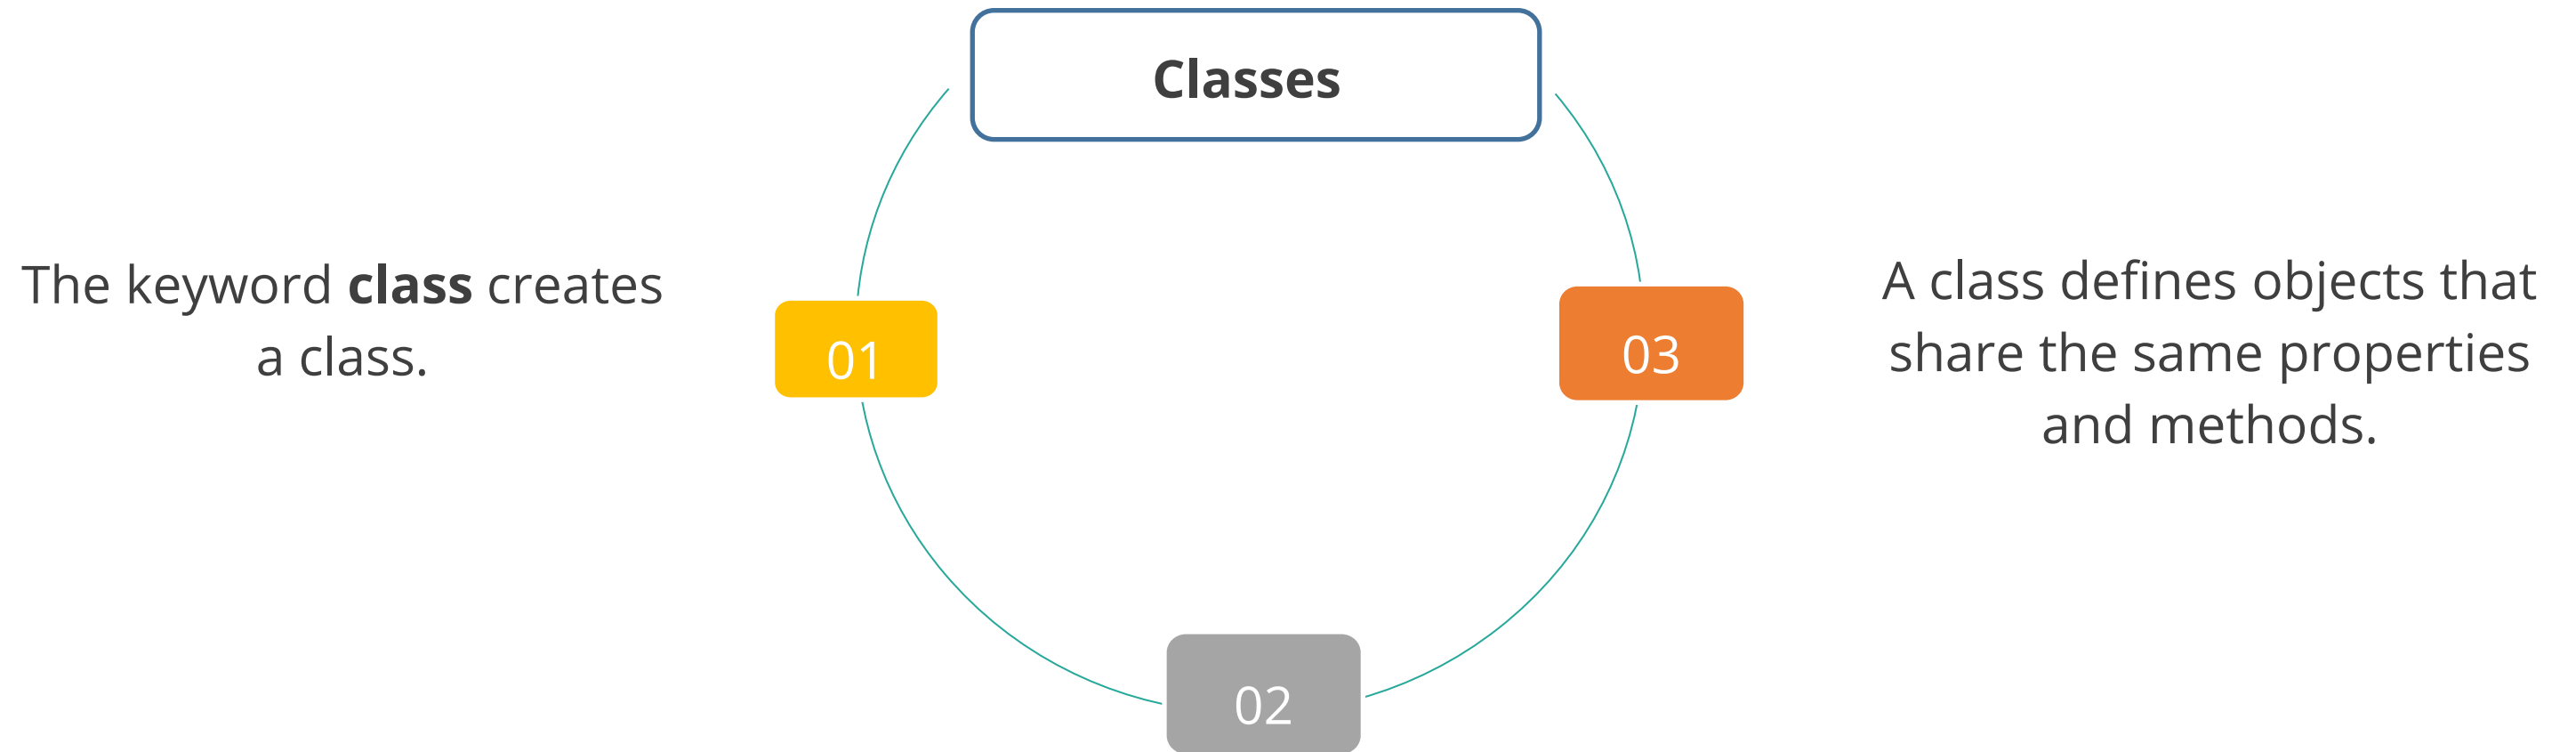 Classes
The keyword class creates
a class.
01
03
A class defines objects that
share the same properties
and methods.
02